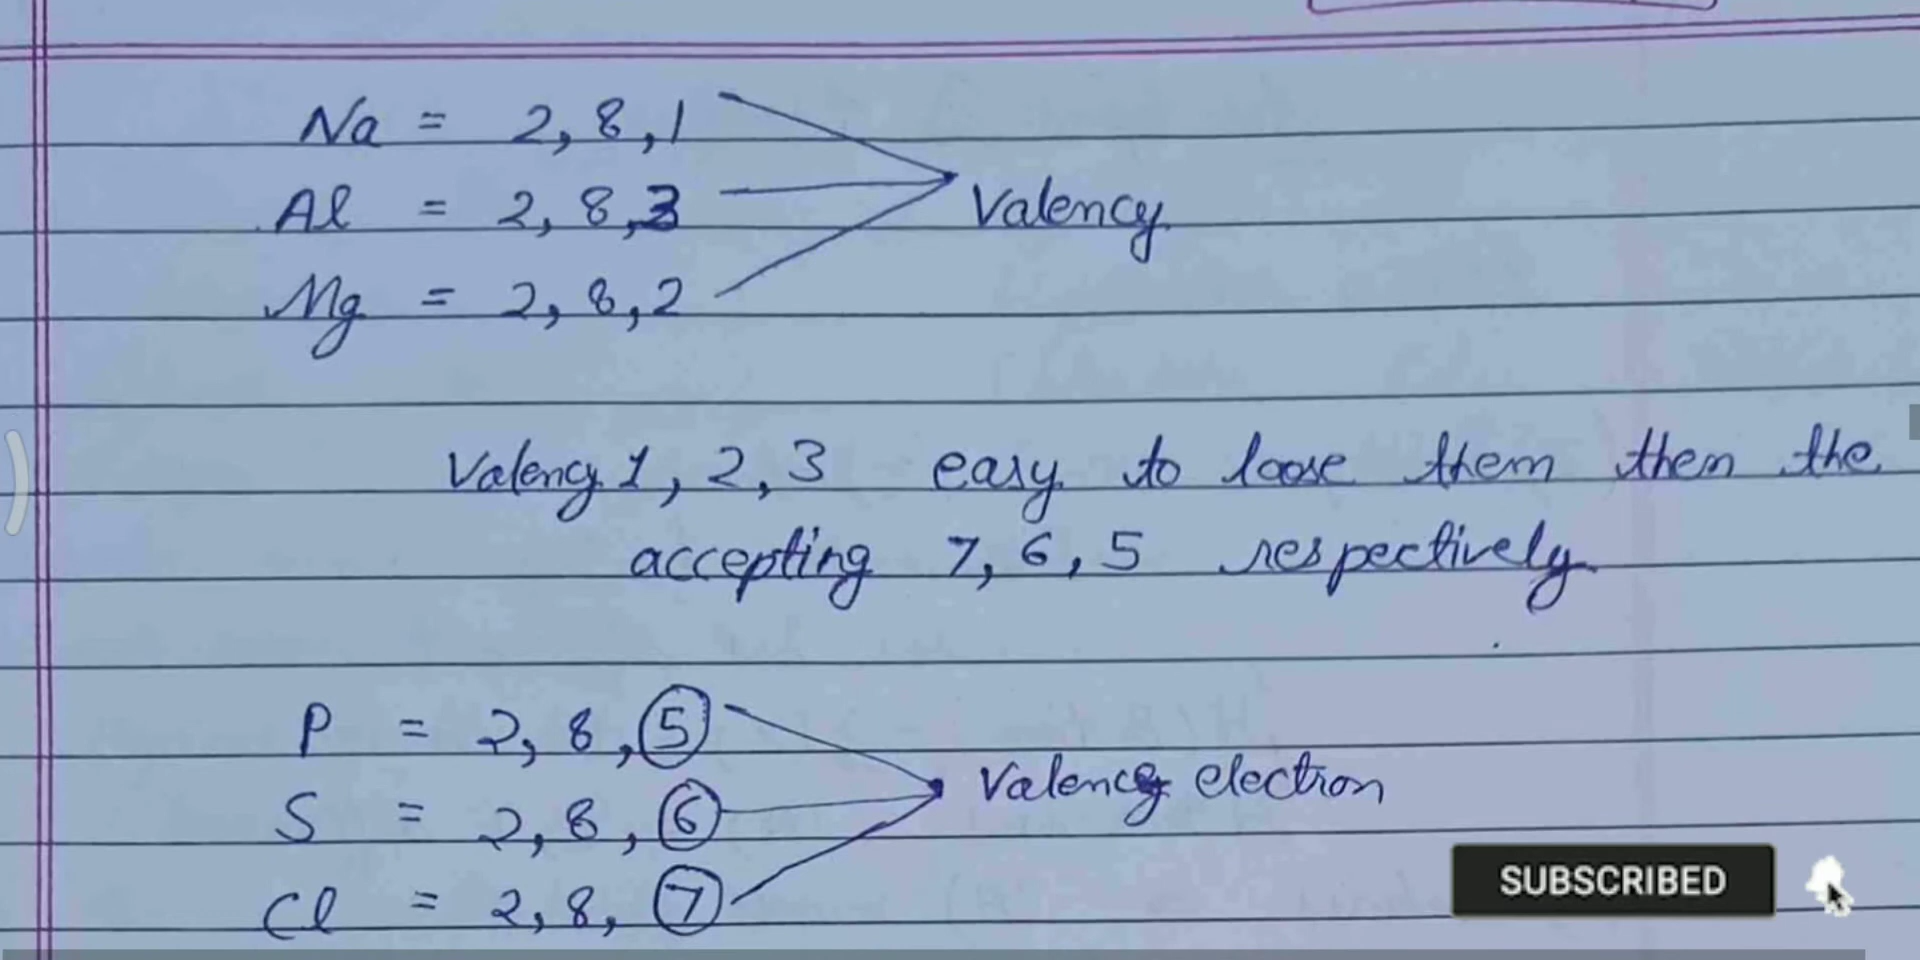 Na = 2, 8, 1
Al = 2, 8, 3
Valency
Mg = 2, 8, 2
Valency 1, 2, 3 easy to loose them then the
accepting 7, 6, 5 respectively
P = 2, 8, 5
Valency electron
S = 2, 8, 6
Cl = 2, 8, 7
SUBSCRIBED